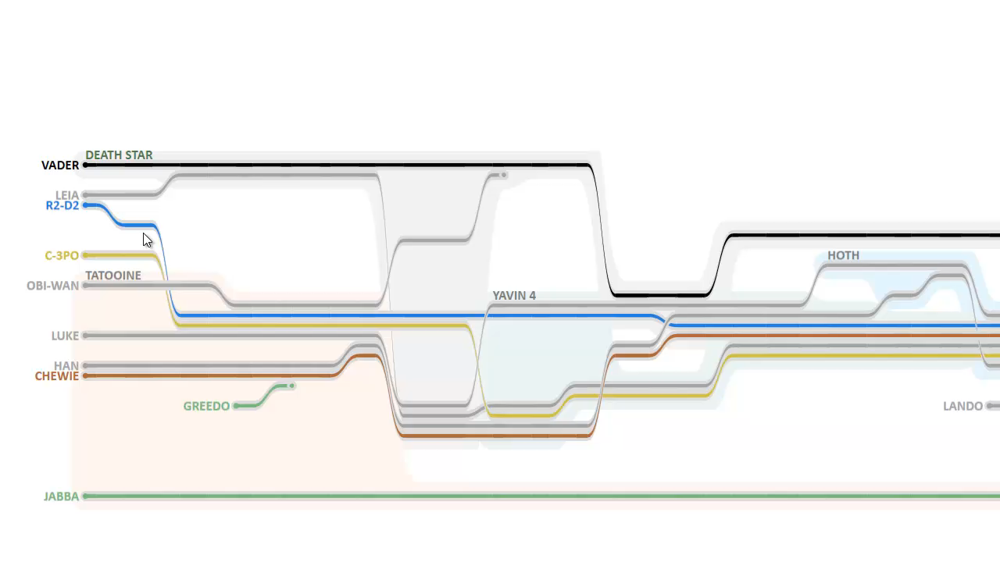 DEATH STAR
VADER
LEIA
R2-D2
C-3PO
HOTH
TATOOINE
OBI-WAN
YAVIN 4
LUKE
HAN
CHEWIE
GREEDO
LANDO
JABBA